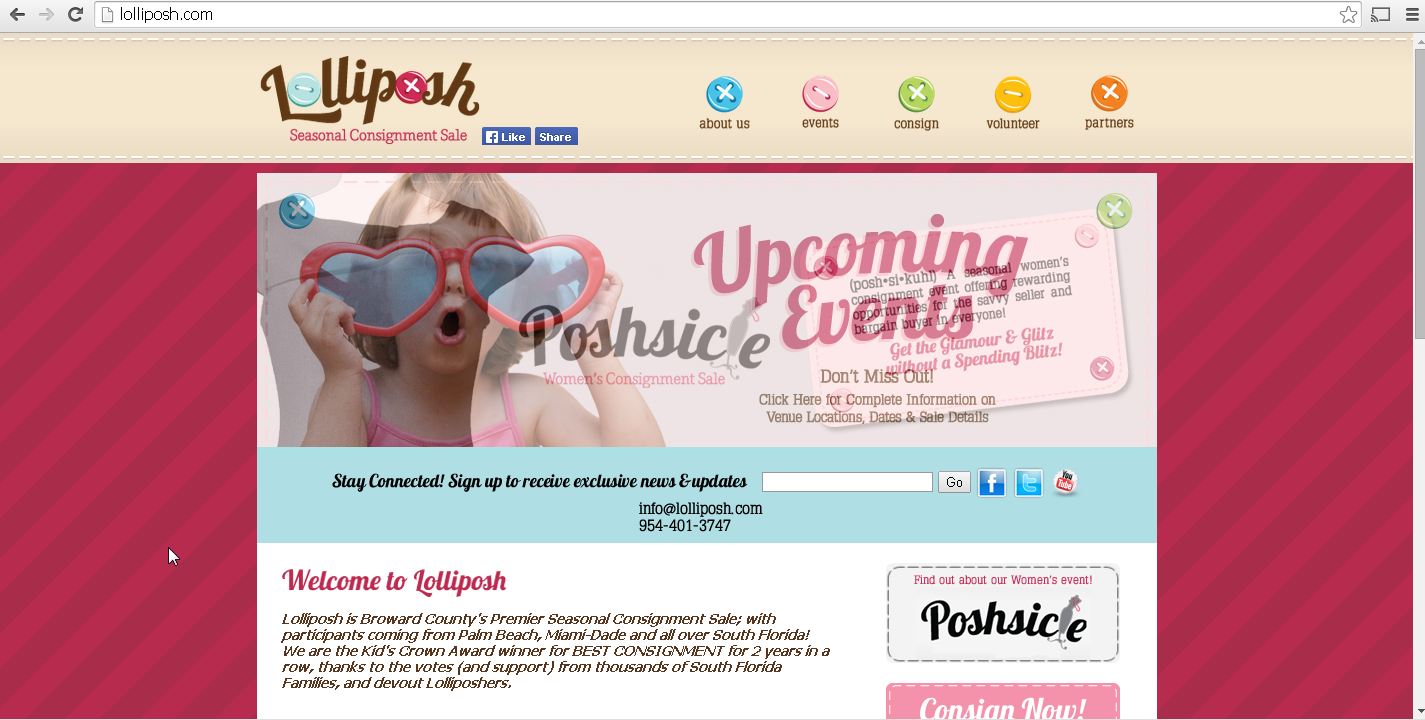 lolliposh.com
Lolliposh
Seasonal Consignment Sale
Like Share
about us events consign volunteer partners
Upcoming
Events
(posh•si•kuhl) A seasonal women's
consignment event offering rewarding
opportunities for the savvy seller and
bargain buyer in everyone!
Get the Glamour & Glitz
without a Spending Blitz!
Poshsicle
Women's Consignment Sale
Don't Miss Out!
Click Here for Complete Information on
Venue Locations, Dates & Sale Details
Stay Connected! Sign up to receive exclusive news & updates Go
You Tube
info@lolliposh.com
954-401-3747
Welcome to Lolliposh
Lolliposh is Broward County's Premier Seasonal Consignment Sale; with
participants coming from Palm Beach, Miami-Dade and all over South Florida!
We are the Kid's Crown Award winner for BEST CONSIGNMENT for 2 years in a
row, thanks to the votes (and support) from thousands of South Florida
Families, and devout Lolliposhers.
Find out about our Women's event!
Poshsicle
Consign Now!